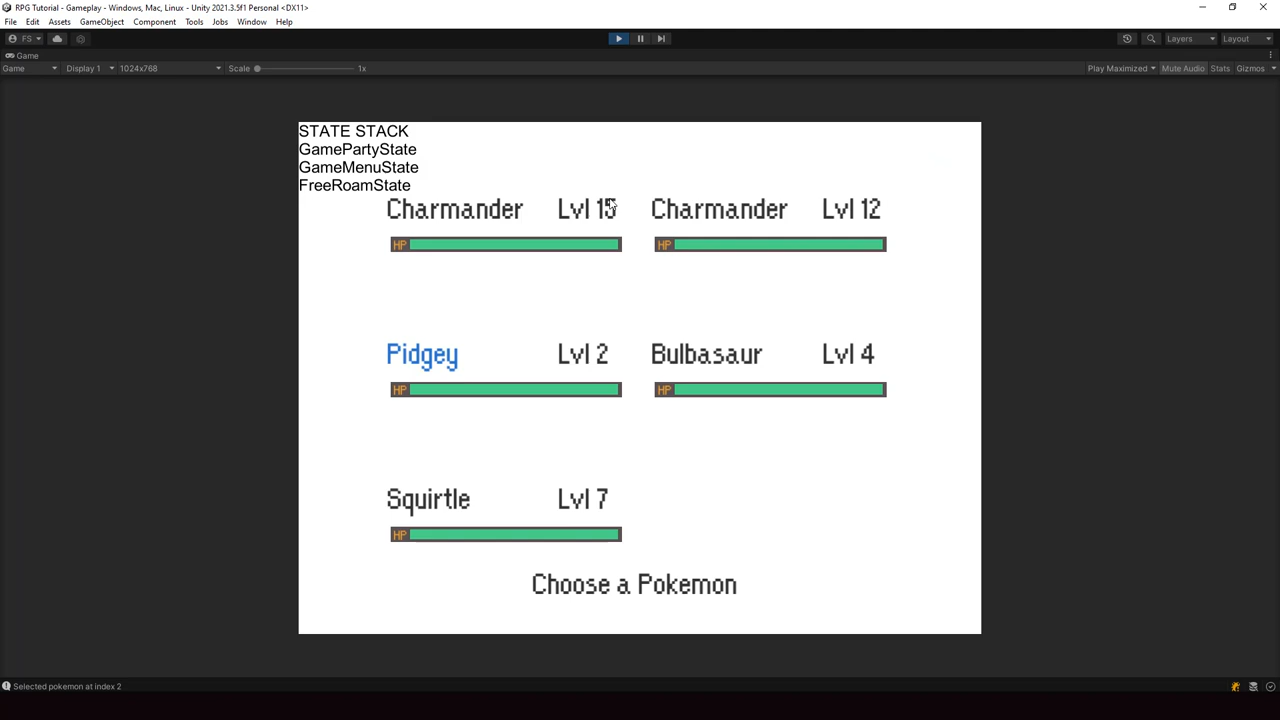 RPG Tutorial - Gameplay - Windows, Mac, Linux - Unity 2021.3.5f1 Personal <DX11>
File Edit Assets GameObject Component Tools Jobs Window Help
FS Layers Layout
Game
Game Display 1 1024x768 Scale 1x Play Maximized Mute Audio Stats Gizmos
STATE STACK
GamePartyState
GameMenuState
FreeRoamState
Charmander Lvl 15 Charmander Lvl 12
HP HP
Pidgey Lvl 2 Bulbasaur Lvl 4
HP HP
Squirtle Lvl 7
HP
Choose a Pokemon
Selected pokemon at index 2